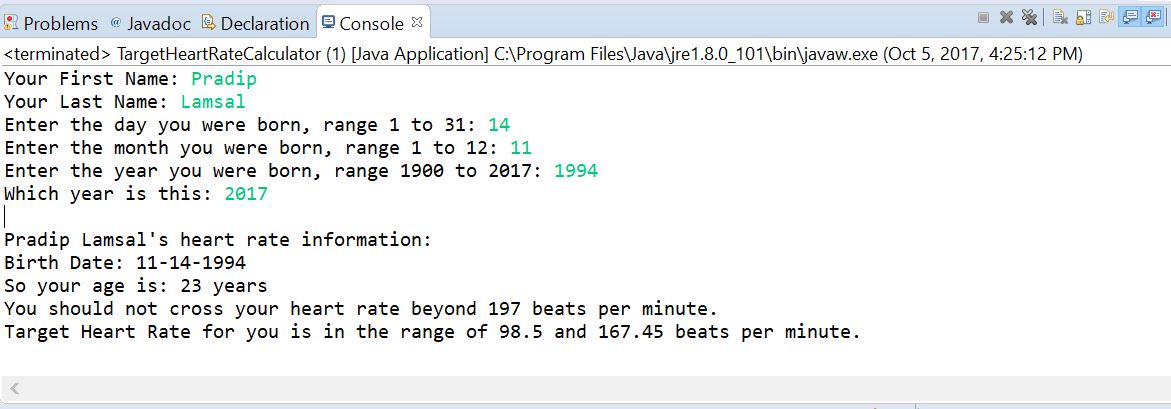 Problems @ Javadoc Declaration Console
<terminated> TargetHeartRateCalculator (1) [Java Application] C:\Program Files\Java\jre1.8.0_101\bin\javaw.exe (Oct 5, 2017, 4:25:12 PM)
Your First Name: Pradip
Your Last Name: Lamsal
Enter the day you were born, range 1 to 31: 14
Enter the month you were born, range 1 to 12: 11
Enter the year you were born, range 1900 to 2017: 1994
Which year is this: 2017
Pradip Lamsal's heart rate information:
Birth Date: 11-14-1994
So your age is: 23 years
You should not cross your heart rate beyond 197 beats per minute.
Target Heart Rate for you is in the range of 98.5 and 167.45 beats per minute.